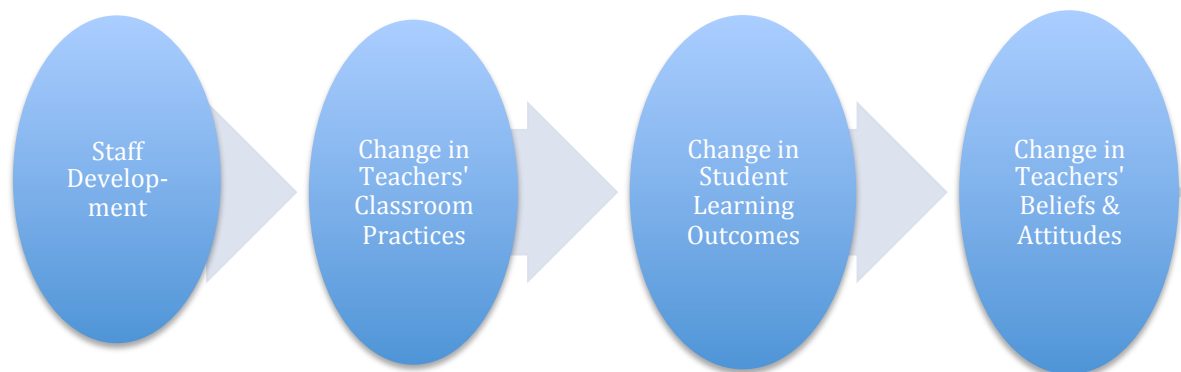 Staff
Develop-
ment
Change in
Teachers'
Classroom
Practices
Change in
Student
Learning
Outcomes
Change in
Teachers'
Beliefs &
Attitudes